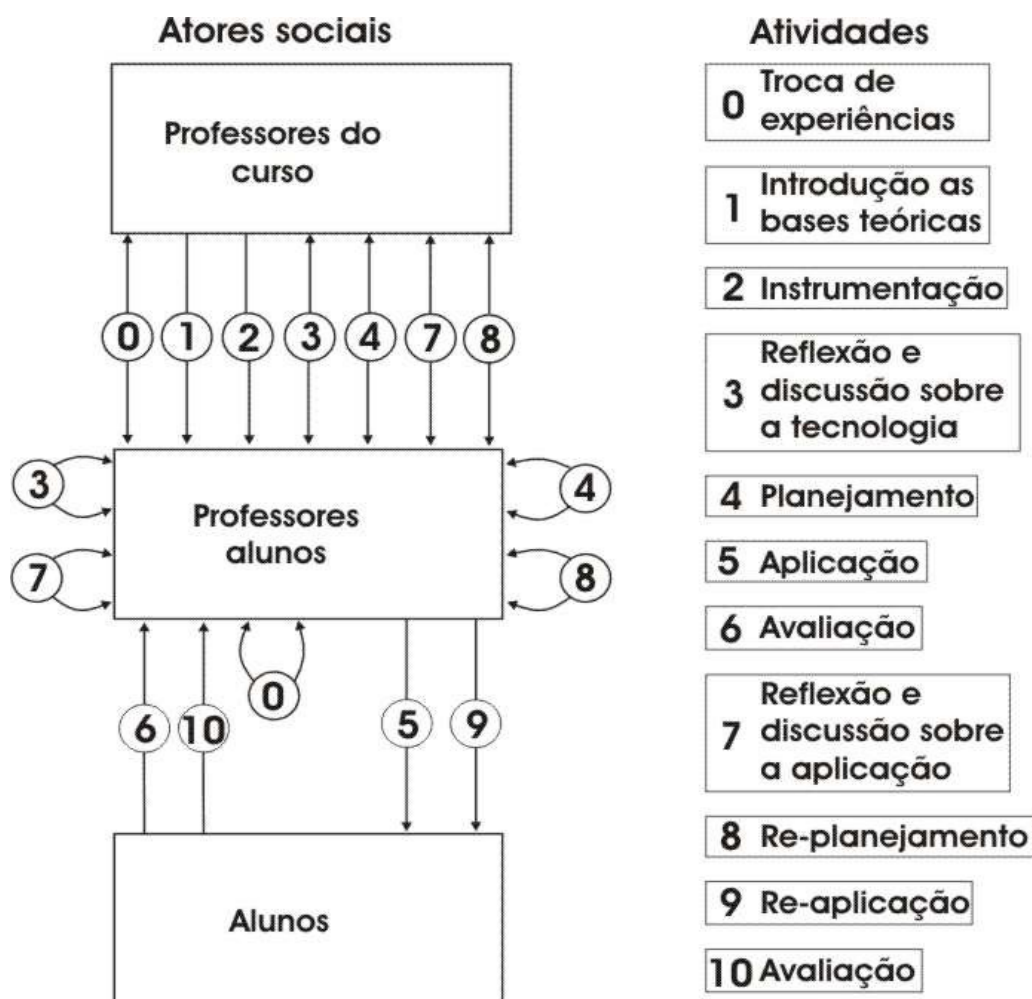 Atores sociais
Professores do
curso
0 1 2 3 4 7 8
3
4
Professores
alunos
7
8
0
6 10 5 9
Alunos
Atividades
0 Troca de
experiências
1 Introdução as
bases teóricas
2 Instrumentação
3 Reflexão e
discussão sobre
a tecnologia
4 Planejamento
5 Aplicação
6 Avaliação
7 Reflexão e
discussão sobre
a aplicação
8 Re-planejamento
9 Re-aplicação
10 Avaliação